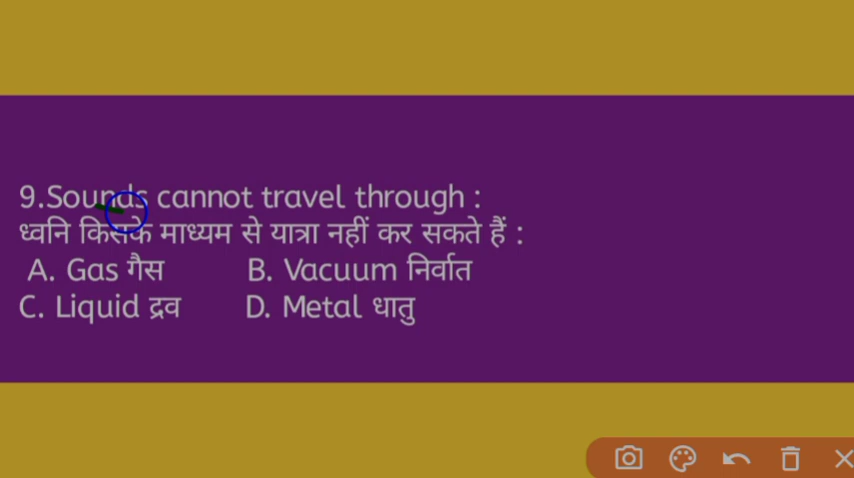 9.Sounds cannot travel through :
ध्वनि किसके माध्यम से यात्रा नहीं कर सकते हैं :
A. Gas गैस B. Vacuum निर्वात
C. Liquid द्रव D. Metal धातु